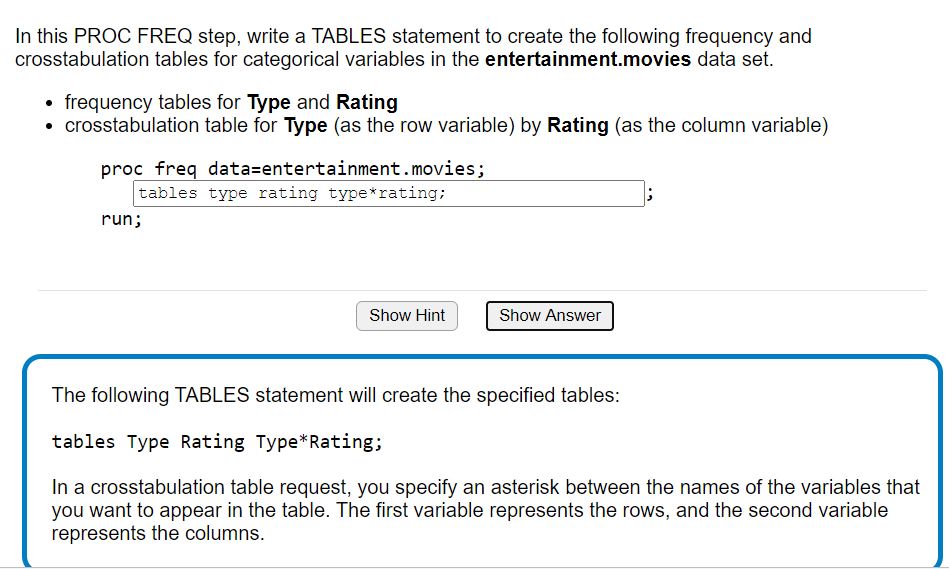 In this PROC FREQ step, write a TABLES statement to create the following frequency and
crosstabulation tables for categorical variables in the entertainment.movies data set.
• frequency tables for Type and Rating
• crosstabulation table for Type (as the row variable) by Rating (as the column variable)
proc freq data=entertainment.movies;
tables type rating type*rating; ;
run;
Show Hint Show Answer
The following TABLES statement will create the specified tables:
tables Type Rating Type*Rating;
In a crosstabulation table request, you specify an asterisk between the names of the variables that
you want to appear in the table. The first variable represents the rows, and the second variable
represents the columns.